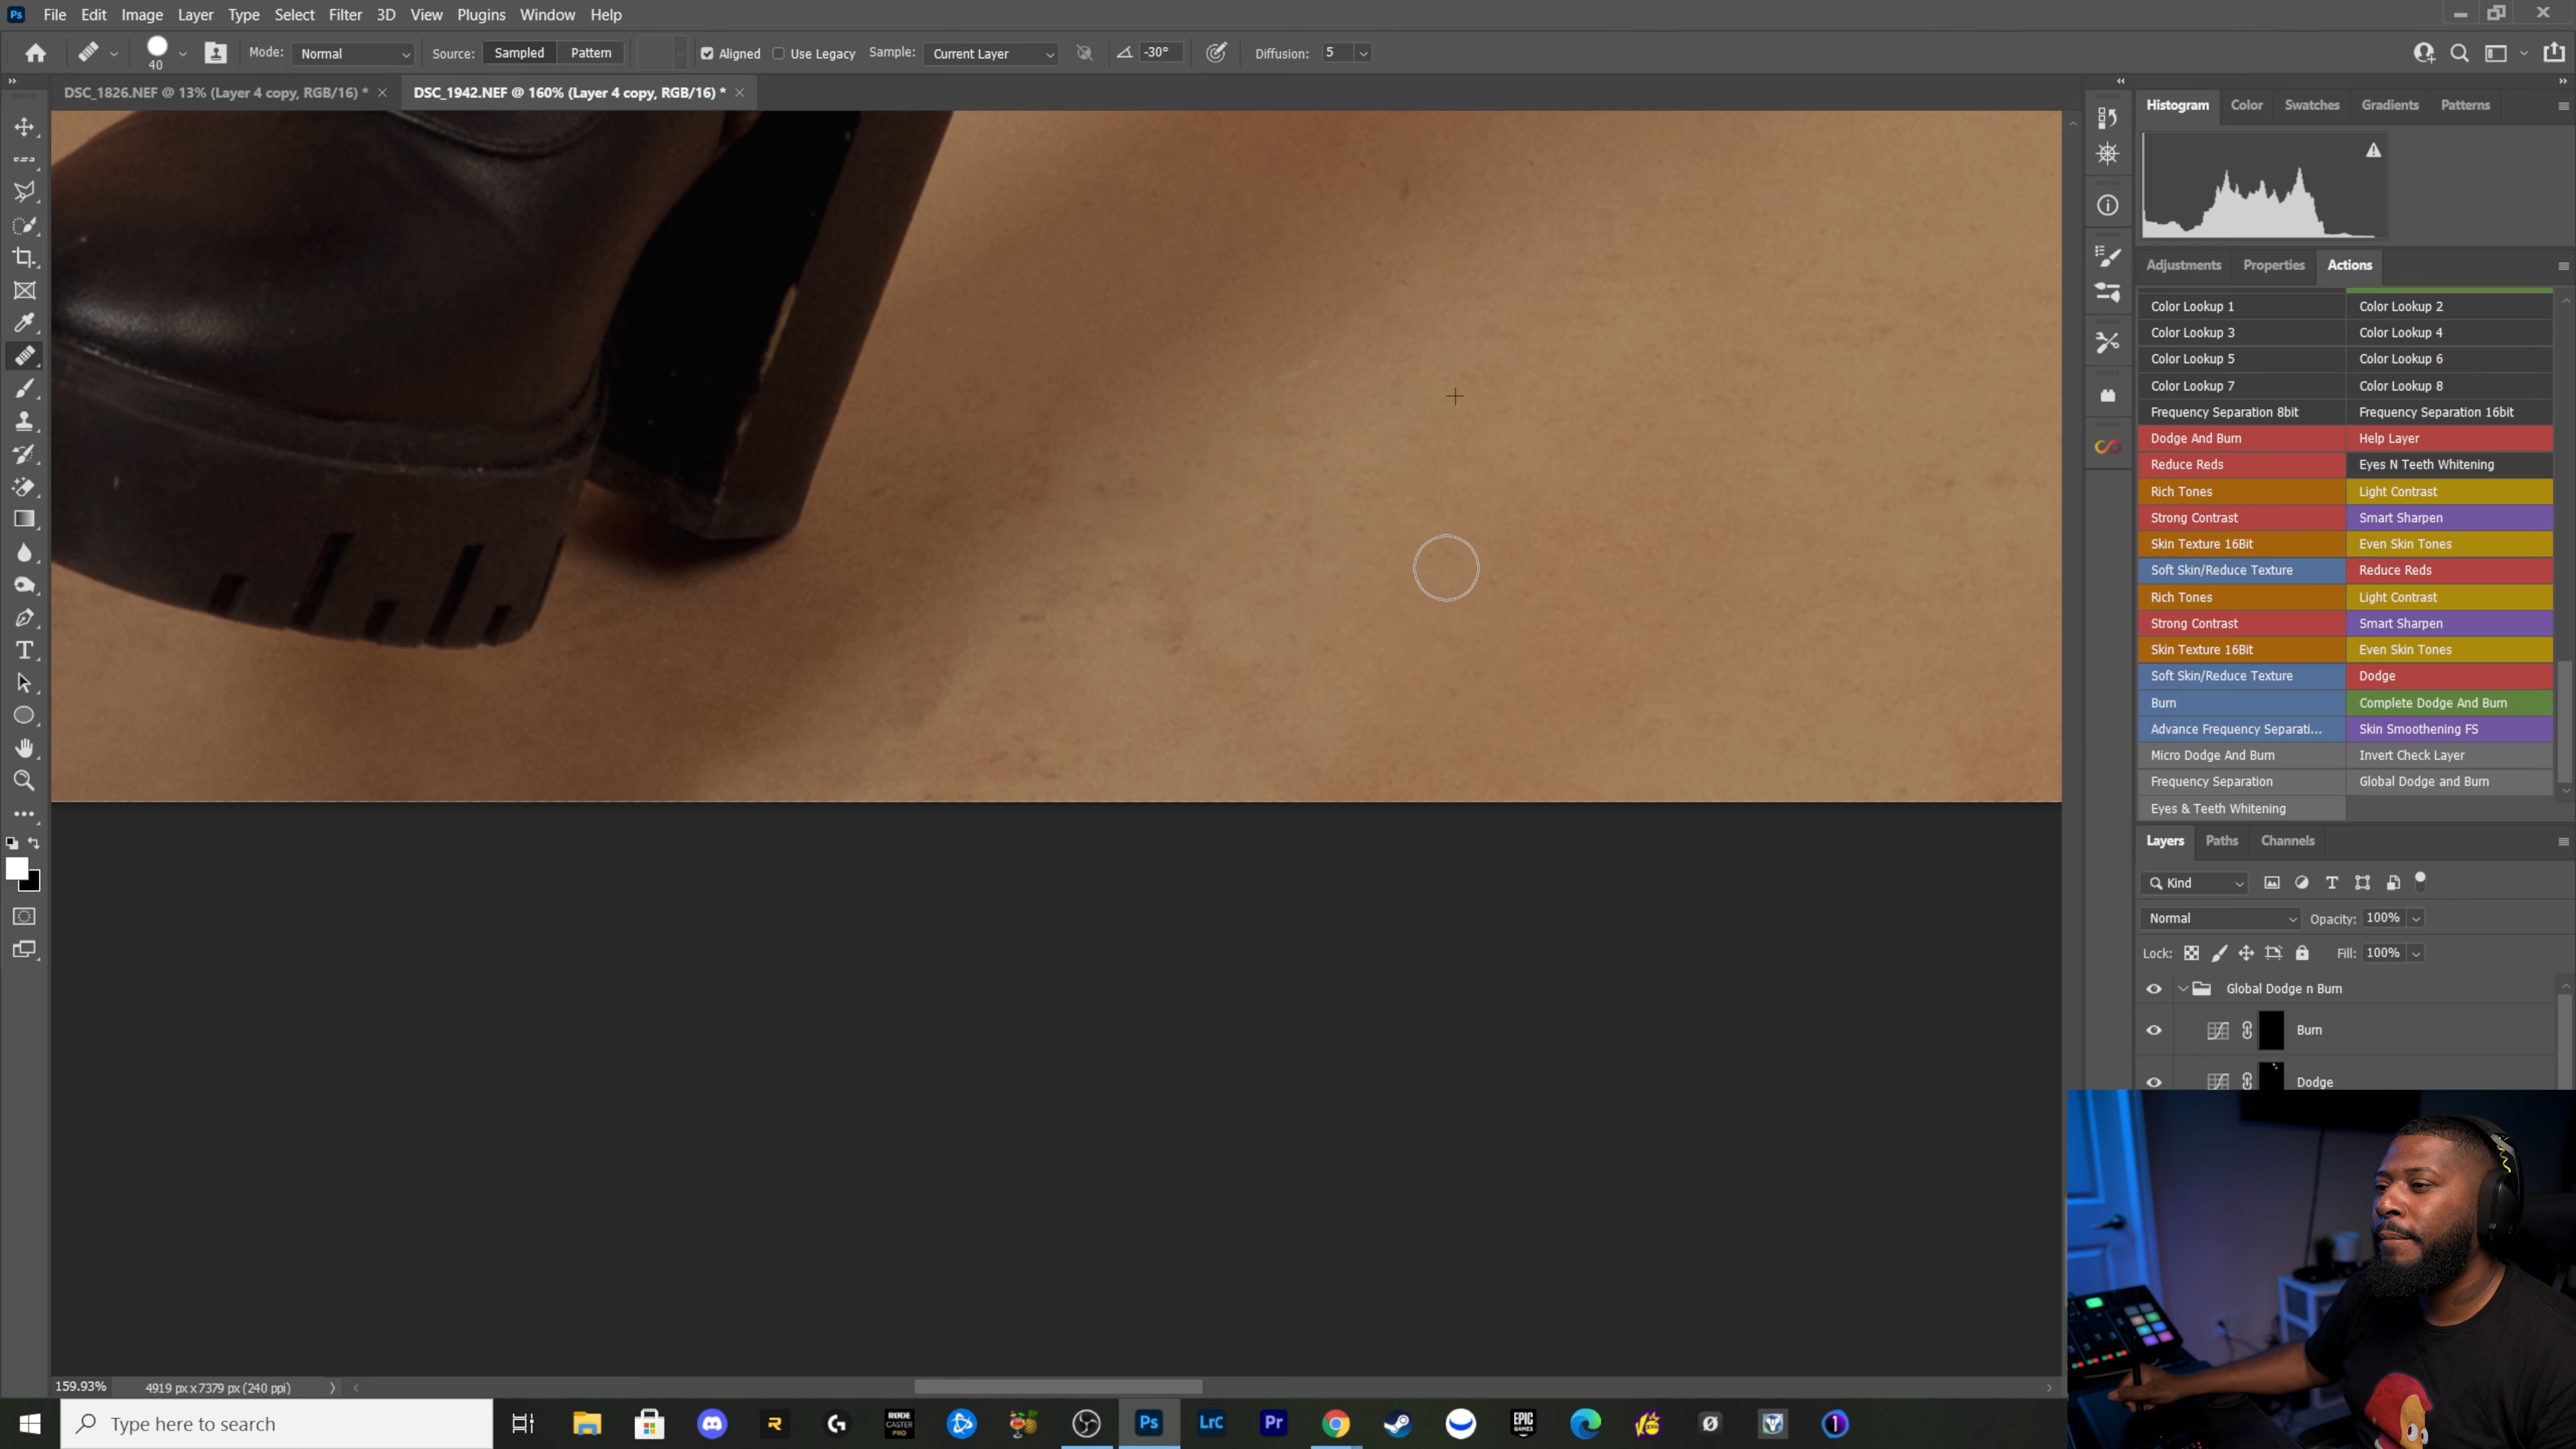 Ps File Edit Image Layer Type Select Filter 3D View Plugins Window Help
40 Mode: Normal Source: Sampled Pattern Aligned Use Legacy Sample: Current Layer -30° Diffusion: 5
DSC_1826.NEF @ 13% (Layer 4 copy, RGB/16) * DSC_1942.NEF @ 160% (Layer 4 copy, RGB/16) *
Histogram Color Swatches Gradients Patterns
Adjustments Properties Actions
Color Lookup 1 Color Lookup 2
Color Lookup 3 Color Lookup 4
Color Lookup 5 Color Lookup 6
Color Lookup 7 Color Lookup 8
Frequency Separation 8bit Frequency Separation 16bit
Dodge And Burn Help Layer
Reduce Reds Eyes N Teeth Whitening
Rich Tones Light Contrast
Strong Contrast Smart Sharpen
Skin Texture 16Bit Even Skin Tones
Soft Skin/Reduce Texture Reduce Reds
Rich Tones Light Contrast
Strong Contrast Smart Sharpen
Skin Texture 16Bit Even Skin Tones
Soft Skin/Reduce Texture Dodge
Burn Complete Dodge And Burn
Advance Frequency Separati... Skin Smoothening FS
Micro Dodge And Burn Invert Check Layer
Frequency Separation Global Dodge and Burn
Eyes & Teeth Whitening
Layers Paths Channels
Kind
Normal Opacity: 100%
Lock: Fill: 100%
Global Dodge n Burn
Burn
Dodge
159.93% 4919 px x 7379 px (240 ppi)
Type here to search
RØDE CASTER PRO Ps LrC Pr EPIC GAMES